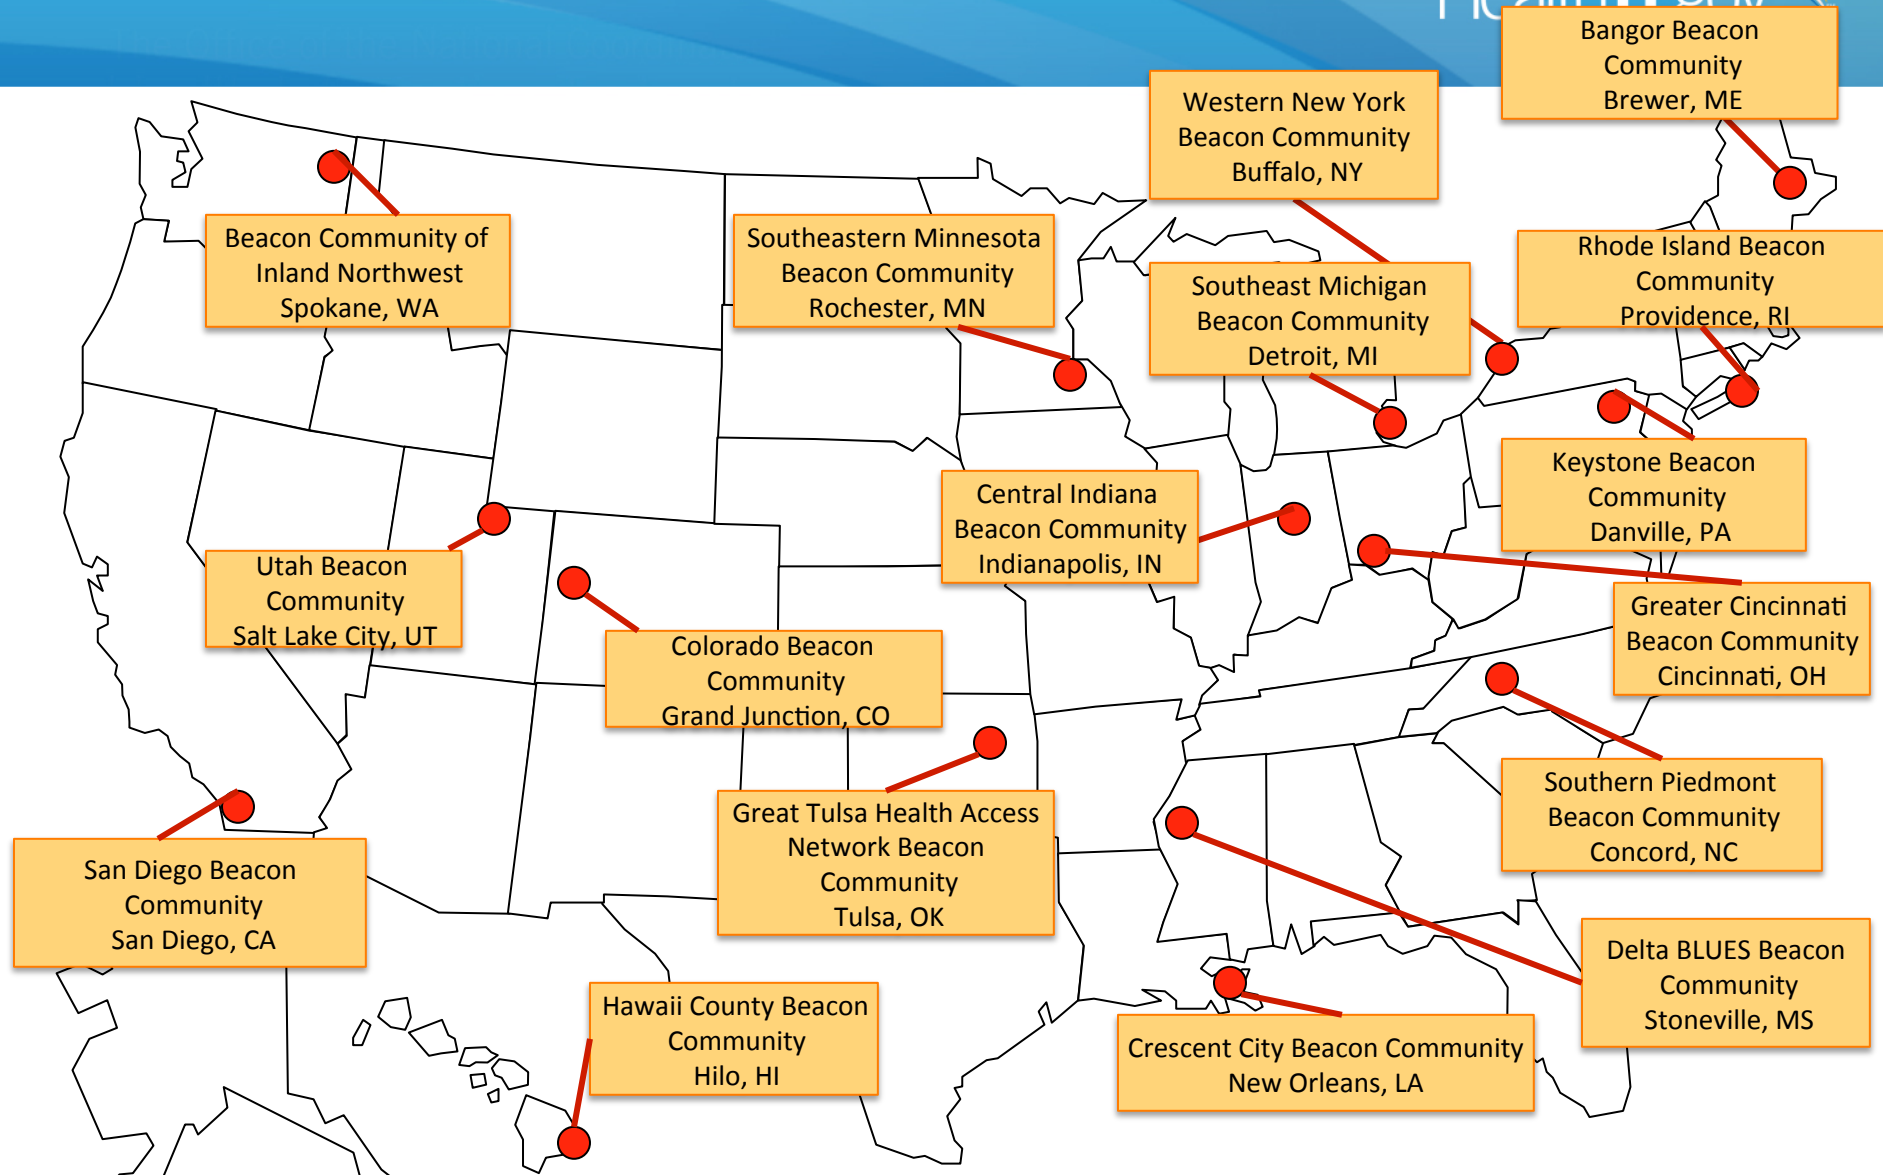 Bangor Beacon
Community
Brewer, ME
Western New York
Beacon Community
Buffalo, NY
Beacon Community of
Inland Northwest
Spokane, WA
Southeastern Minnesota
Beacon Community
Rochester, MN
Southeast Michigan
Beacon Community
Detroit, MI
Rhode Island Beacon
Community
Providence, RI
Central Indiana
Beacon Community
Indianapolis, IN
Keystone Beacon
Community
Danville, PA
Utah Beacon
Community
Salt Lake City, UT
Colorado Beacon
Community
Grand Junction, CO
Greater Cincinnati
Beacon Community
Cincinnati, OH
Great Tulsa Health Access
Network Beacon
Community
Tulsa, OK
Southern Piedmont
Beacon Community
Concord, NC
San Diego Beacon
Community
San Diego, CA
Delta BLUES Beacon
Community
Stoneville, MS
Hawaii County Beacon
Community
Hilo, HI
Crescent City Beacon Community
New Orleans, LA